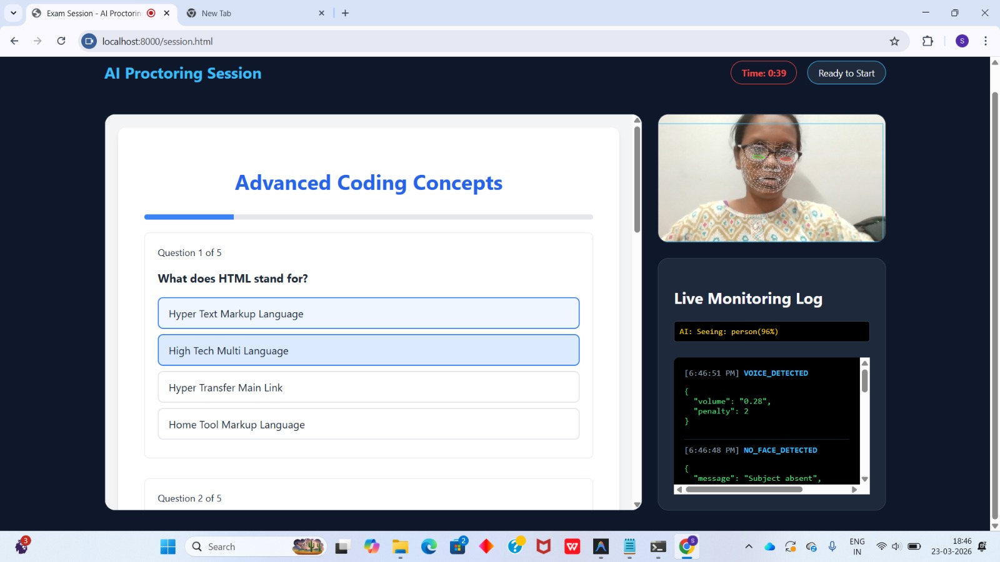 Exam Session - AI Proctorin
New Tab
localhost:8000/session.html
S
AI Proctoring Session
Time: 0:39
Ready to Start
Advanced Coding Concepts
Question 1 of 5
What does HTML stand for?
Hyper Text Markup Language
High Tech Multi Language
Hyper Transfer Main Link
Home Tool Markup Language
Question 2 of 5
Live Monitoring Log
AI: Seeing: person(96%)
[6:46:51 PM] VOICE_DETECTED
{
"volume": "0.28",
"penalty": 2
}
[6:46:48 PM] NO_FACE_DETECTED
{
"message": "Subject absent",
3
Search
2
S
ENG
IN
18:46
23-03-2026